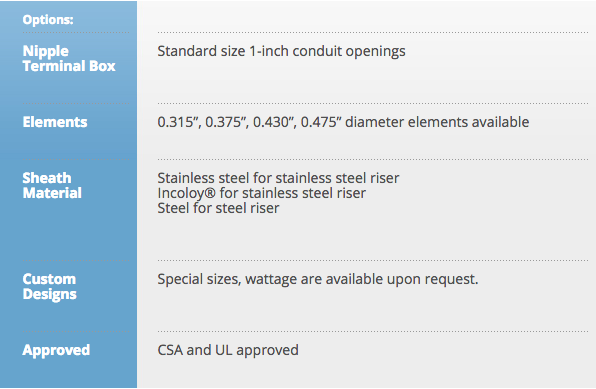 Options:
Nipple
Terminal Box
Standard size 1-inch conduit openings
Elements
0.315”, 0.375”, 0.430”, 0.475” diameter elements available
Sheath
Material
Stainless steel for stainless steel riser
Incoloy® for stainless steel riser
Steel for steel riser
Custom
Designs
Special sizes, wattage are available upon request.
Approved
CSA and UL approved